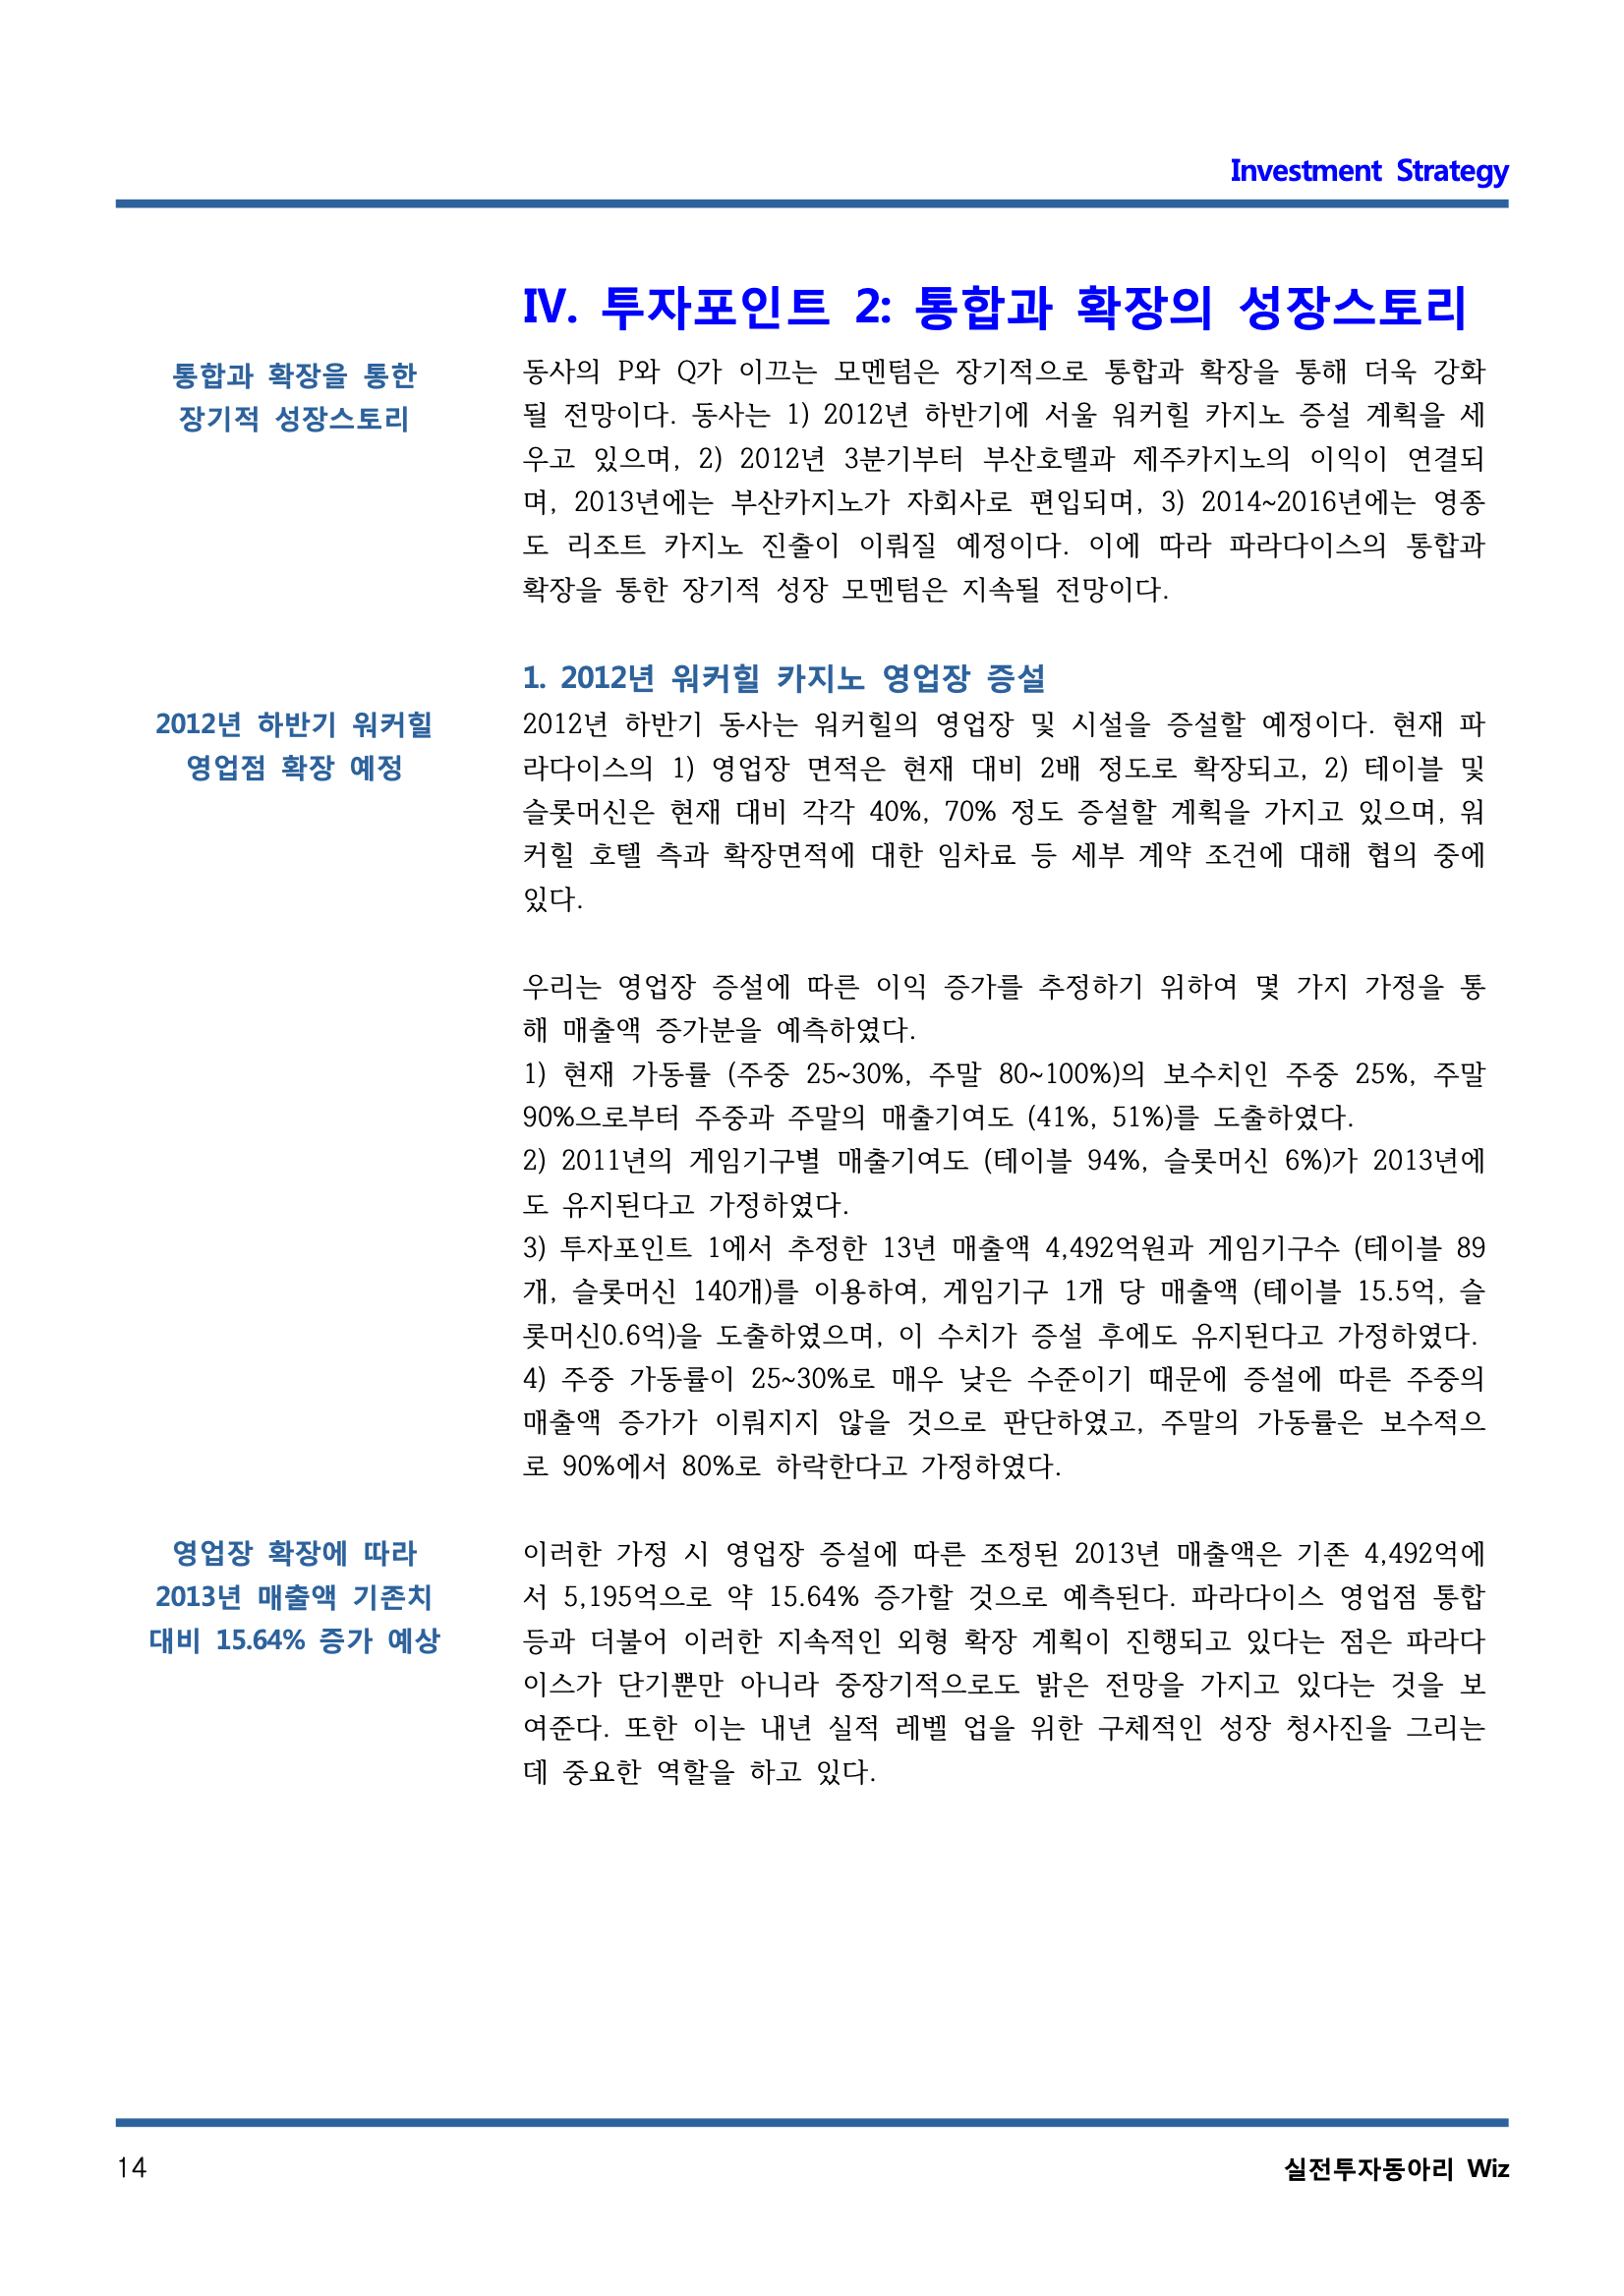 Investment Strategy
IV. 투자포인트 2: 통합과 확장의 성장스토리
통합과 확장을 통한
장기적 성장스토리
동사의 P와 Q가 이끄는 모멘텀은 장기적으로 통합과 확장을 통해 더욱 강화
될 전망이다. 동사는 1) 2012년 하반기에 서울 워커힐 카지노 증설 계획을 세
우고 있으며, 2) 2012년 3분기부터 부산호텔과 제주카지노의 이익이 연결되
며, 2013년에는 부산카지노가 자회사로 편입되며, 3) 2014~2016년에는 영종
도 리조트 카지노 진출이 이뤄질 예정이다. 이에 따라 파라다이스의 통합과
확장을 통한 장기적 성장 모멘텀은 지속될 전망이다.
1. 2012년 워커힐 카지노 영업장 증설
2012년 하반기 워커힐
영업점 확장 예정
2012년 하반기 동사는 워커힐의 영업장 및 시설을 증설할 예정이다. 현재 파
라다이스의 1) 영업장 면적은 현재 대비 2배 정도로 확장되고, 2) 테이블 및
슬롯머신은 현재 대비 각각 40%, 70% 정도 증설할 계획을 가지고 있으며, 워
커힐 호텔 측과 확장면적에 대한 임차료 등 세부 계약 조건에 대해 협의 중에
있다.
우리는 영업장 증설에 따른 이익 증가를 추정하기 위하여 몇 가지 가정을 통
해 매출액 증가분을 예측하였다.
1) 현재 가동률 (주중 25~30%, 주말 80~100%)의 보수치인 주중 25%, 주말
90%으로부터 주중과 주말의 매출기여도 (41%, 51%)를 도출하였다.
2) 2011년의 게임기구별 매출기여도 (테이블 94%, 슬롯머신 6%)가 2013년에
도 유지된다고 가정하였다.
3) 투자포인트 1에서 추정한 13년 매출액 4,492억원과 게임기구수 (테이블 89
개, 슬롯머신 140개)를 이용하여, 게임기구 1개 당 매출액 (테이블 15.5억, 슬
롯머신0.6억)을 도출하였으며, 이 수치가 증설 후에도 유지된다고 가정하였다.
4) 주중 가동률이 25~30%로 매우 낮은 수준이기 때문에 증설에 따른 주중의
매출액 증가가 이뤄지지 않을 것으로 판단하였고, 주말의 가동률은 보수적으
로 90%에서 80%로 하락한다고 가정하였다.
영업장 확장에 따라
2013년 매출액 기존치
대비 15.64% 증가 예상
이러한 가정 시 영업장 증설에 따른 조정된 2013년 매출액은 기존 4,492억에
서 5,195억으로 약 15.64% 증가할 것으로 예측된다. 파라다이스 영업점 통합
등과 더불어 이러한 지속적인 외형 확장 계획이 진행되고 있다는 점은 파라다
이스가 단기뿐만 아니라 중장기적으로도 밝은 전망을 가지고 있다는 것을 보
여준다. 또한 이는 내년 실적 레벨 업을 위한 구체적인 성장 청사진을 그리는
데 중요한 역할을 하고 있다.
14
실전투자동아리 Wiz